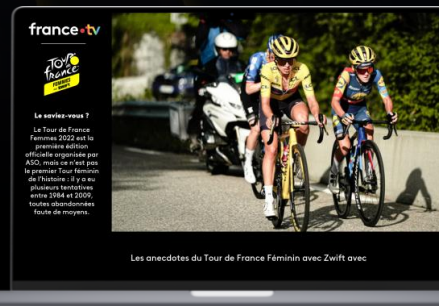 france•tv
Tour de
France
FEMMES
Le saviez-vous ?
Le Tour de France
Femmes 2022 est la
première édition
officielle organisée par
ASO, mais ce n'est pas
le premier Tour féminin
de l'histoire : il y a eu
plusieurs tentatives
entre 1984 et 2009,
toutes abandonnées
faute de moyens.
Les anecdotes du Tour de France Féminin avec Zwift avec